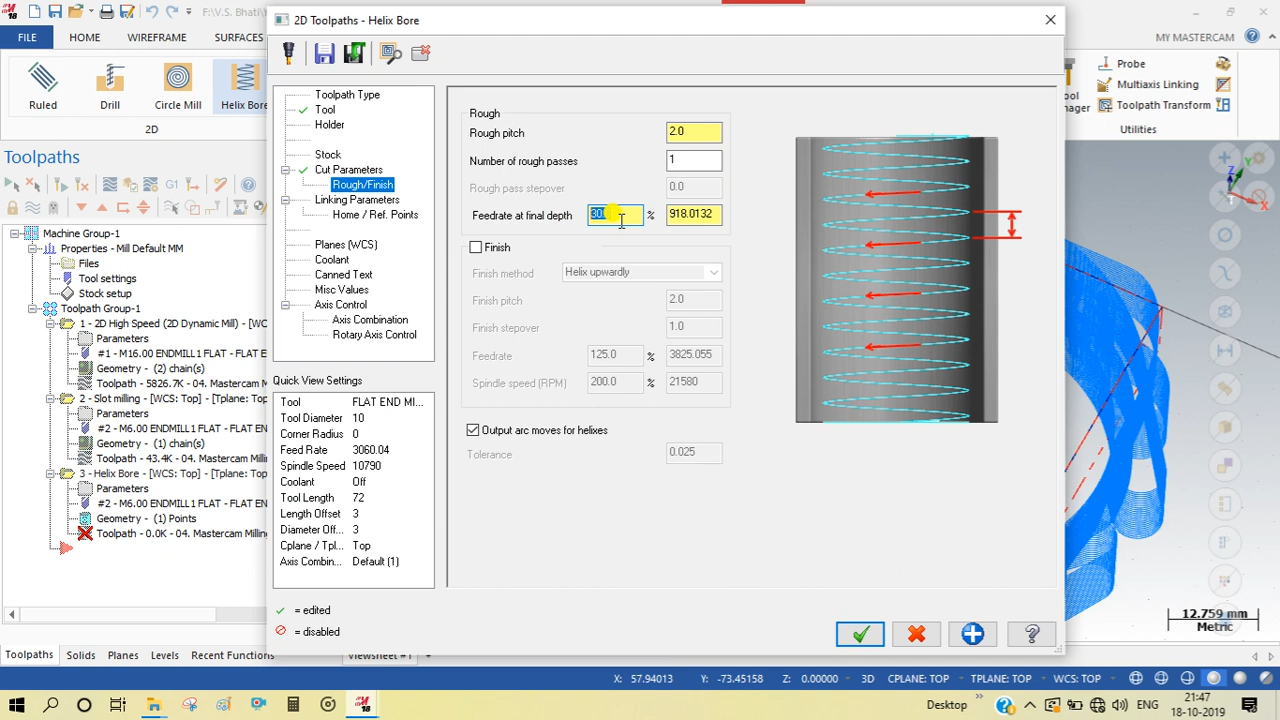 18
F:\V.S. Bhati\
2D Toolpaths - Helix Bore
FILE
HOME
WIREFRAME
SURFACES
MY MASTERCAM
Ruled
Drill
Circle Mill
Helix Bore
2D
Probe
Multiaxis Linking
Toolpath Transform
Utilities
Toolpaths
G1
Machine Group-1
Properties - Mill Default MM
Files
Tool settings
Stock setup
Toolpath Group-1
1 - 2D High Speed (2D Dynamic Mill) - [WC
Parameters
#1 - M16.00 ENDMILL1 FLAT - FLAT E
Geometry - (2) chain(s)
Toolpath - 5826.7K - 04. Mastercam M
2 - Slot milling - [WCS: Top] - [Tplane: Top
Parameters
#2 - M6.00 ENDMILL1 FLAT - FLAT EN
Geometry - (1) chain(s)
Toolpath - 43.4K - 04. Mastercam Millin
3 - Helix Bore - [WCS: Top] - [Tplane: Top
Parameters
#2 - M6.00 ENDMILL1 FLAT - FLAT EN
Geometry - (1) Points
Toolpath - 0.0K - 04. Mastercam Milling
Toolpath Type
Tool
Holder
Stock
Cut Parameters
Rough/Finish
Linking Parameters
Home / Ref. Points
Planes (WCS)
Coolant
Canned Text
Misc Values
Axis Control
Axis Combination
Rotary Axis Control
Quick View Settings
Tool FLAT END MI...
Tool Diameter 10
Corner Radius 0
Feed Rate 3060.04
Spindle Speed 10790
Coolant Off
Tool Length 72
Length Offset 3
Diameter Off... 3
Cplane / Tpl... Top
Axis Combin... Default (1)
= edited
= disabled
Rough
Rough pitch 2.0
Number of rough passes 1
Rough pass stepover 0.0
Feedrate at final depth % 918.0132
Finish
Finish method Helix upwardly
Finish pitch 2.0
Finish stepover 1.0
Feedrate 125.0 % 3825.055
Spindle speed (RPM) 200.0 % 21580
Output arc moves for helixes
Tolerance 0.025
12.759 mm
Metric
Toolpaths
Solids
Planes
Levels
Recent Functions
Viewsheet #1
X: 57.94013 Y: -73.45158 Z: 0.00000 3D CPLANE: TOP TPLANE: TOP WCS: TOP
Desktop
ENG
21:47
18-10-2019